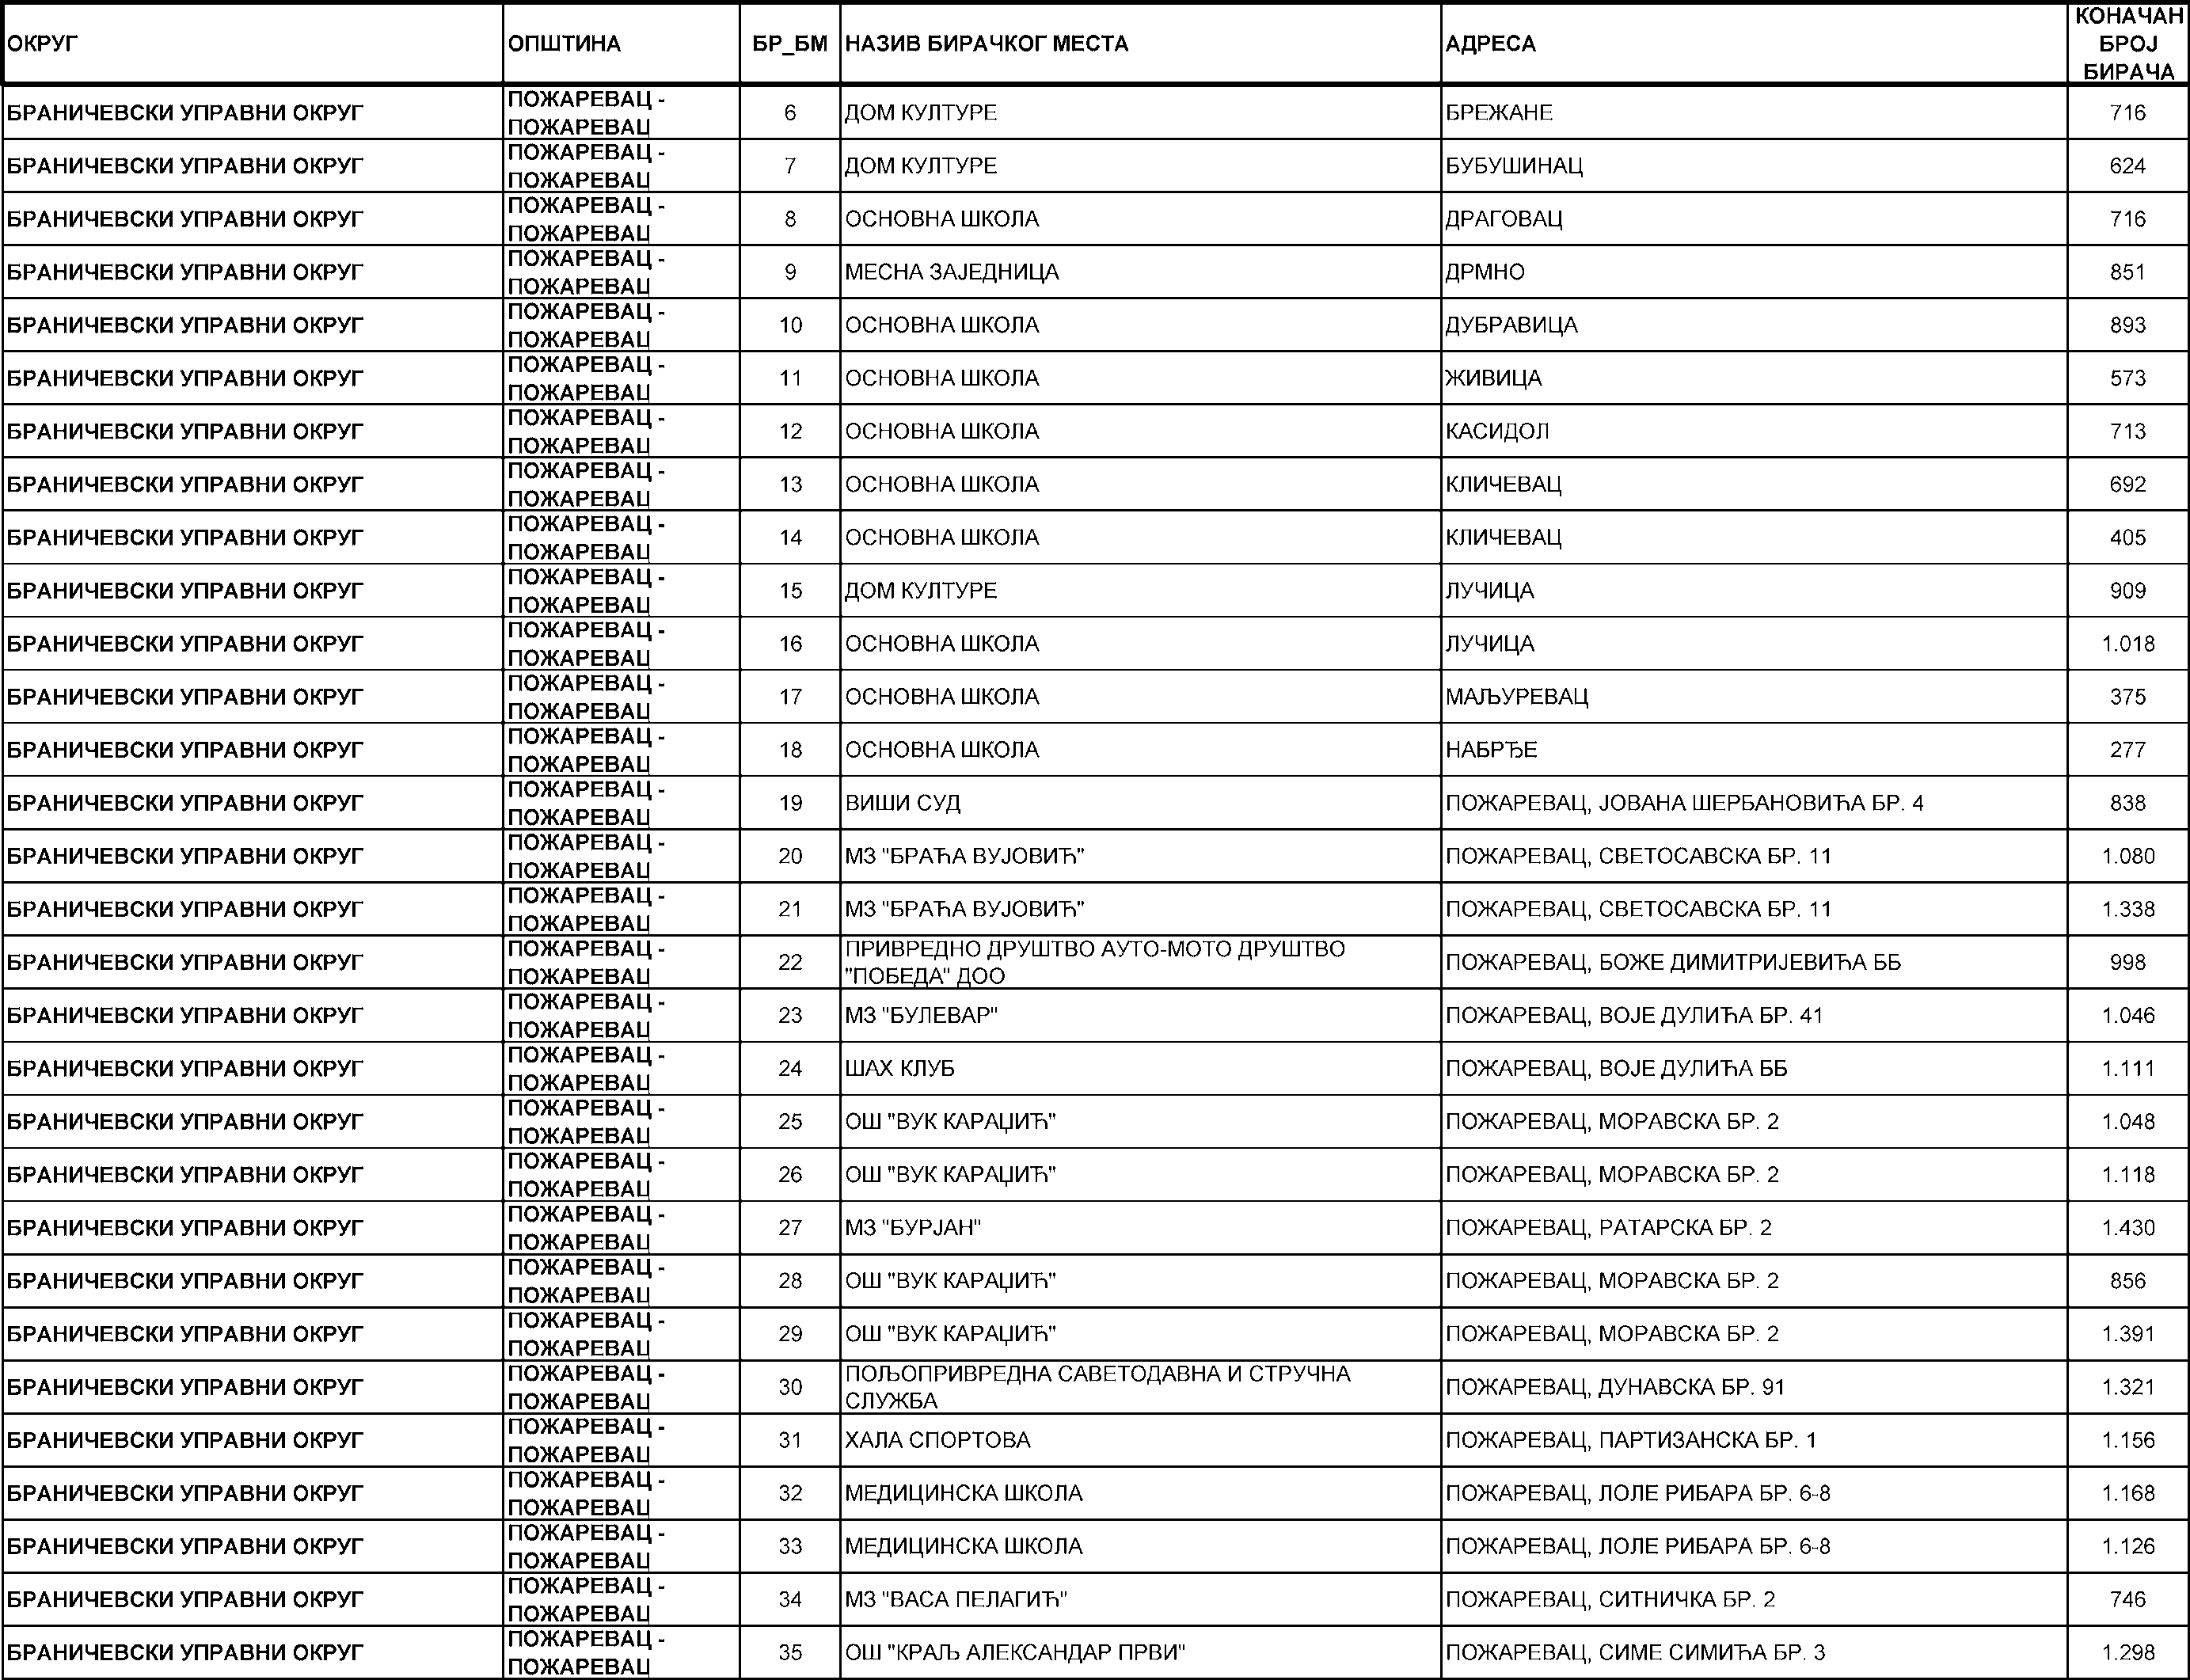 ОКРУГ ОПШТИНА БР_БМ НАЗИВ БИРАЧКОГ МЕСТА АДРЕСА КОНАЧАН БРОЈ БИРАЧА
БРАНИЧЕВСКИ УПРАВНИ ОКРУГ ПОЖАРЕВАЦ - ПОЖАРЕВАЦ 6 ДОМ КУЛТУРЕ БРЕЖАНЕ 716
БРАНИЧЕВСКИ УПРАВНИ ОКРУГ ПОЖАРЕВАЦ - ПОЖАРЕВАЦ 7 ДОМ КУЛТУРЕ БУБУШИНАЦ 624
БРАНИЧЕВСКИ УПРАВНИ ОКРУГ ПОЖАРЕВАЦ - ПОЖАРЕВАЦ 8 ОСНОВНА ШКОЛА ДРАГОВАЦ 716
БРАНИЧЕВСКИ УПРАВНИ ОКРУГ ПОЖАРЕВАЦ - ПОЖАРЕВАЦ 9 МЕСНА ЗАЈЕДНИЦА ДРМНО 851
БРАНИЧЕВСКИ УПРАВНИ ОКРУГ ПОЖАРЕВАЦ - ПОЖАРЕВАЦ 10 ОСНОВНА ШКОЛА ДУБРАВИЦА 893
БРАНИЧЕВСКИ УПРАВНИ ОКРУГ ПОЖАРЕВАЦ - ПОЖАРЕВАЦ 11 ОСНОВНА ШКОЛА ЖИВИЦА 573
БРАНИЧЕВСКИ УПРАВНИ ОКРУГ ПОЖАРЕВАЦ - ПОЖАРЕВАЦ 12 ОСНОВНА ШКОЛА КАСИДОЛ 713
БРАНИЧЕВСКИ УПРАВНИ ОКРУГ ПОЖАРЕВАЦ - ПОЖАРЕВАЦ 13 ОСНОВНА ШКОЛА КЛИЧЕВАЦ 692
БРАНИЧЕВСКИ УПРАВНИ ОКРУГ ПОЖАРЕВАЦ - ПОЖАРЕВАЦ 14 ОСНОВНА ШКОЛА КЛИЧЕВАЦ 405
БРАНИЧЕВСКИ УПРАВНИ ОКРУГ ПОЖАРЕВАЦ - ПОЖАРЕВАЦ 15 ДОМ КУЛТУРЕ ЛУЧИЦА 909
БРАНИЧЕВСКИ УПРАВНИ ОКРУГ ПОЖАРЕВАЦ - ПОЖАРЕВАЦ 16 ОСНОВНА ШКОЛА ЛУЧИЦА 1.018
БРАНИЧЕВСКИ УПРАВНИ ОКРУГ ПОЖАРЕВАЦ - ПОЖАРЕВАЦ 17 ОСНОВНА ШКОЛА МАЉУРЕВАЦ 375
БРАНИЧЕВСКИ УПРАВНИ ОКРУГ ПОЖАРЕВАЦ - ПОЖАРЕВАЦ 18 ОСНОВНА ШКОЛА НАБРЂЕ 277
БРАНИЧЕВСКИ УПРАВНИ ОКРУГ ПОЖАРЕВАЦ - ПОЖАРЕВАЦ 19 ВИШИ СУД ПОЖАРЕВАЦ, ЈОВАНА ШЕРБАНОВИЋА БР. 4 838
БРАНИЧЕВСКИ УПРАВНИ ОКРУГ ПОЖАРЕВАЦ - ПОЖАРЕВАЦ 20 МЗ "БРАЋА ВУЈОВИЋ" ПОЖАРЕВАЦ, СВЕТОСАВСКА БР. 11 1.080
БРАНИЧЕВСКИ УПРАВНИ ОКРУГ ПОЖАРЕВАЦ - ПОЖАРЕВАЦ 21 МЗ "БРАЋА ВУЈОВИЋ" ПОЖАРЕВАЦ, СВЕТОСАВСКА БР. 11 1.338
БРАНИЧЕВСКИ УПРАВНИ ОКРУГ ПОЖАРЕВАЦ - ПОЖАРЕВАЦ 22 ПРИВРЕДНО ДРУШТВО АУТО-МОТО ДРУШТВО "ПОБЕДА" ДОО ПОЖАРЕВАЦ, БОЖЕ ДИМИТРИЈЕВИЋА ББ 998
БРАНИЧЕВСКИ УПРАВНИ ОКРУГ ПОЖАРЕВАЦ - ПОЖАРЕВАЦ 23 МЗ "БУЛЕВАР" ПОЖАРЕВАЦ, ВОЈЕ ДУЛИЋА БР. 41 1.046
БРАНИЧЕВСКИ УПРАВНИ ОКРУГ ПОЖАРЕВАЦ - ПОЖАРЕВАЦ 24 ШАХ КЛУБ ПОЖАРЕВАЦ, ВОЈЕ ДУЛИЋА ББ 1.111
БРАНИЧЕВСКИ УПРАВНИ ОКРУГ ПОЖАРЕВАЦ - ПОЖАРЕВАЦ 25 ОШ "ВУК КАРАЏИЋ" ПОЖАРЕВАЦ, МОРАВСКА БР. 2 1.048
БРАНИЧЕВСКИ УПРАВНИ ОКРУГ ПОЖАРЕВАЦ - ПОЖАРЕВАЦ 26 ОШ "ВУК КАРАЏИЋ" ПОЖАРЕВАЦ, МОРАВСКА БР. 2 1.118
БРАНИЧЕВСКИ УПРАВНИ ОКРУГ ПОЖАРЕВАЦ - ПОЖАРЕВАЦ 27 МЗ "БУРЈАН" ПОЖАРЕВАЦ, РАТАРСКА БР. 2 1.430
БРАНИЧЕВСКИ УПРАВНИ ОКРУГ ПОЖАРЕВАЦ - ПОЖАРЕВАЦ 28 ОШ "ВУК КАРАЏИЋ" ПОЖАРЕВАЦ, МОРАВСКА БР. 2 856
БРАНИЧЕВСКИ УПРАВНИ ОКРУГ ПОЖАРЕВАЦ - ПОЖАРЕВАЦ 29 ОШ "ВУК КАРАЏИЋ" ПОЖАРЕВАЦ, МОРАВСКА БР. 2 1.391
БРАНИЧЕВСКИ УПРАВНИ ОКРУГ ПОЖАРЕВАЦ - ПОЖАРЕВАЦ 30 ПОЉОПРИВРЕДНА САВЕТОДАВНА И СТРУЧНА СЛУЖБА ПОЖАРЕВАЦ, ДУНАВСКА БР. 91 1.321
БРАНИЧЕВСКИ УПРАВНИ ОКРУГ ПОЖАРЕВАЦ - ПОЖАРЕВАЦ 31 ХАЛА СПОРТОВА ПОЖАРЕВАЦ, ПАРТИЗАНСКА БР. 1 1.156
БРАНИЧЕВСКИ УПРАВНИ ОКРУГ ПОЖАРЕВАЦ - ПОЖАРЕВАЦ 32 МЕДИЦИНСКА ШКОЛА ПОЖАРЕВАЦ, ЛОЛЕ РИБАРА БР. 6-8 1.168
БРАНИЧЕВСКИ УПРАВНИ ОКРУГ ПОЖАРЕВАЦ - ПОЖАРЕВАЦ 33 МЕДИЦИНСКА ШКОЛА ПОЖАРЕВАЦ, ЛОЛЕ РИБАРА БР. 6-8 1.126
БРАНИЧЕВСКИ УПРАВНИ ОКРУГ ПОЖАРЕВАЦ - ПОЖАРЕВАЦ 34 МЗ "ВАСА ПЕЛАГИЋ" ПОЖАРЕВАЦ, СИТНИЧКА БР. 2 746
БРАНИЧЕВСКИ УПРАВНИ ОКРУГ ПОЖАРЕВАЦ - ПОЖАРЕВАЦ 35 ОШ "КРАЉ АЛЕКСАНДАР ПРВИ" ПОЖАРЕВАЦ, СИМЕ СИМИЋА БР. 3 1.298